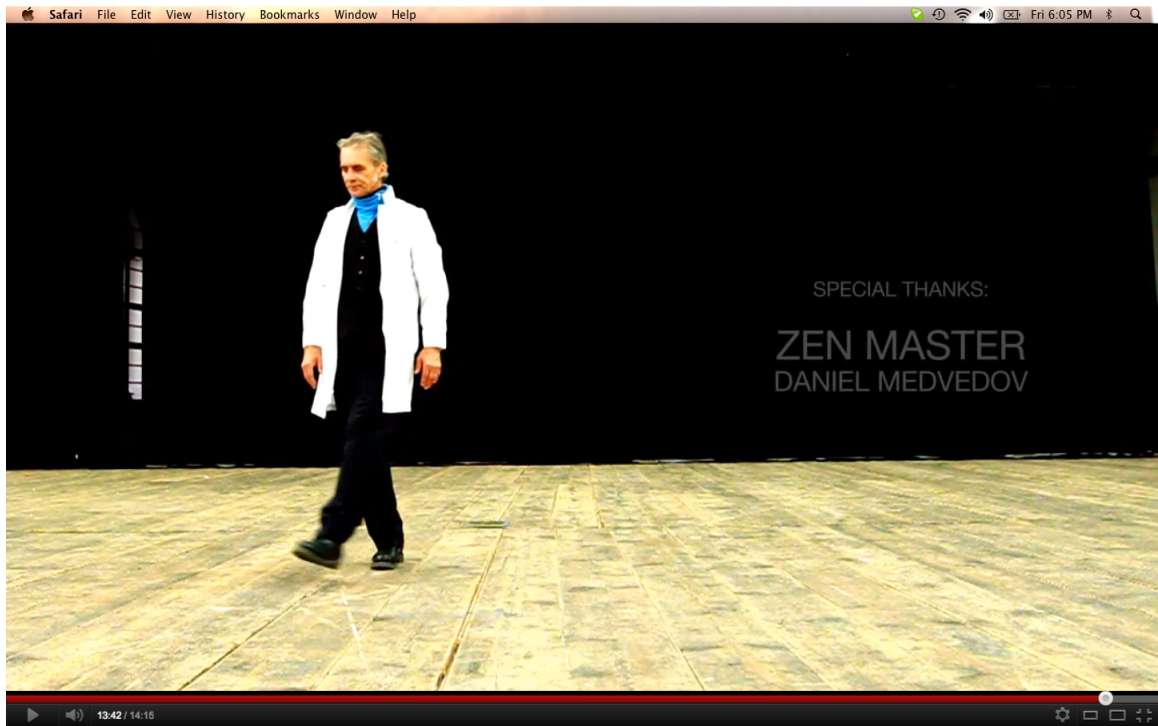 Safari File Edit View History Bookmarks Window Help Fri 6:05 PM
SPECIAL THANKS:
ZEN MASTER
DANIEL MEDVEDOV
13:42 / 14:15